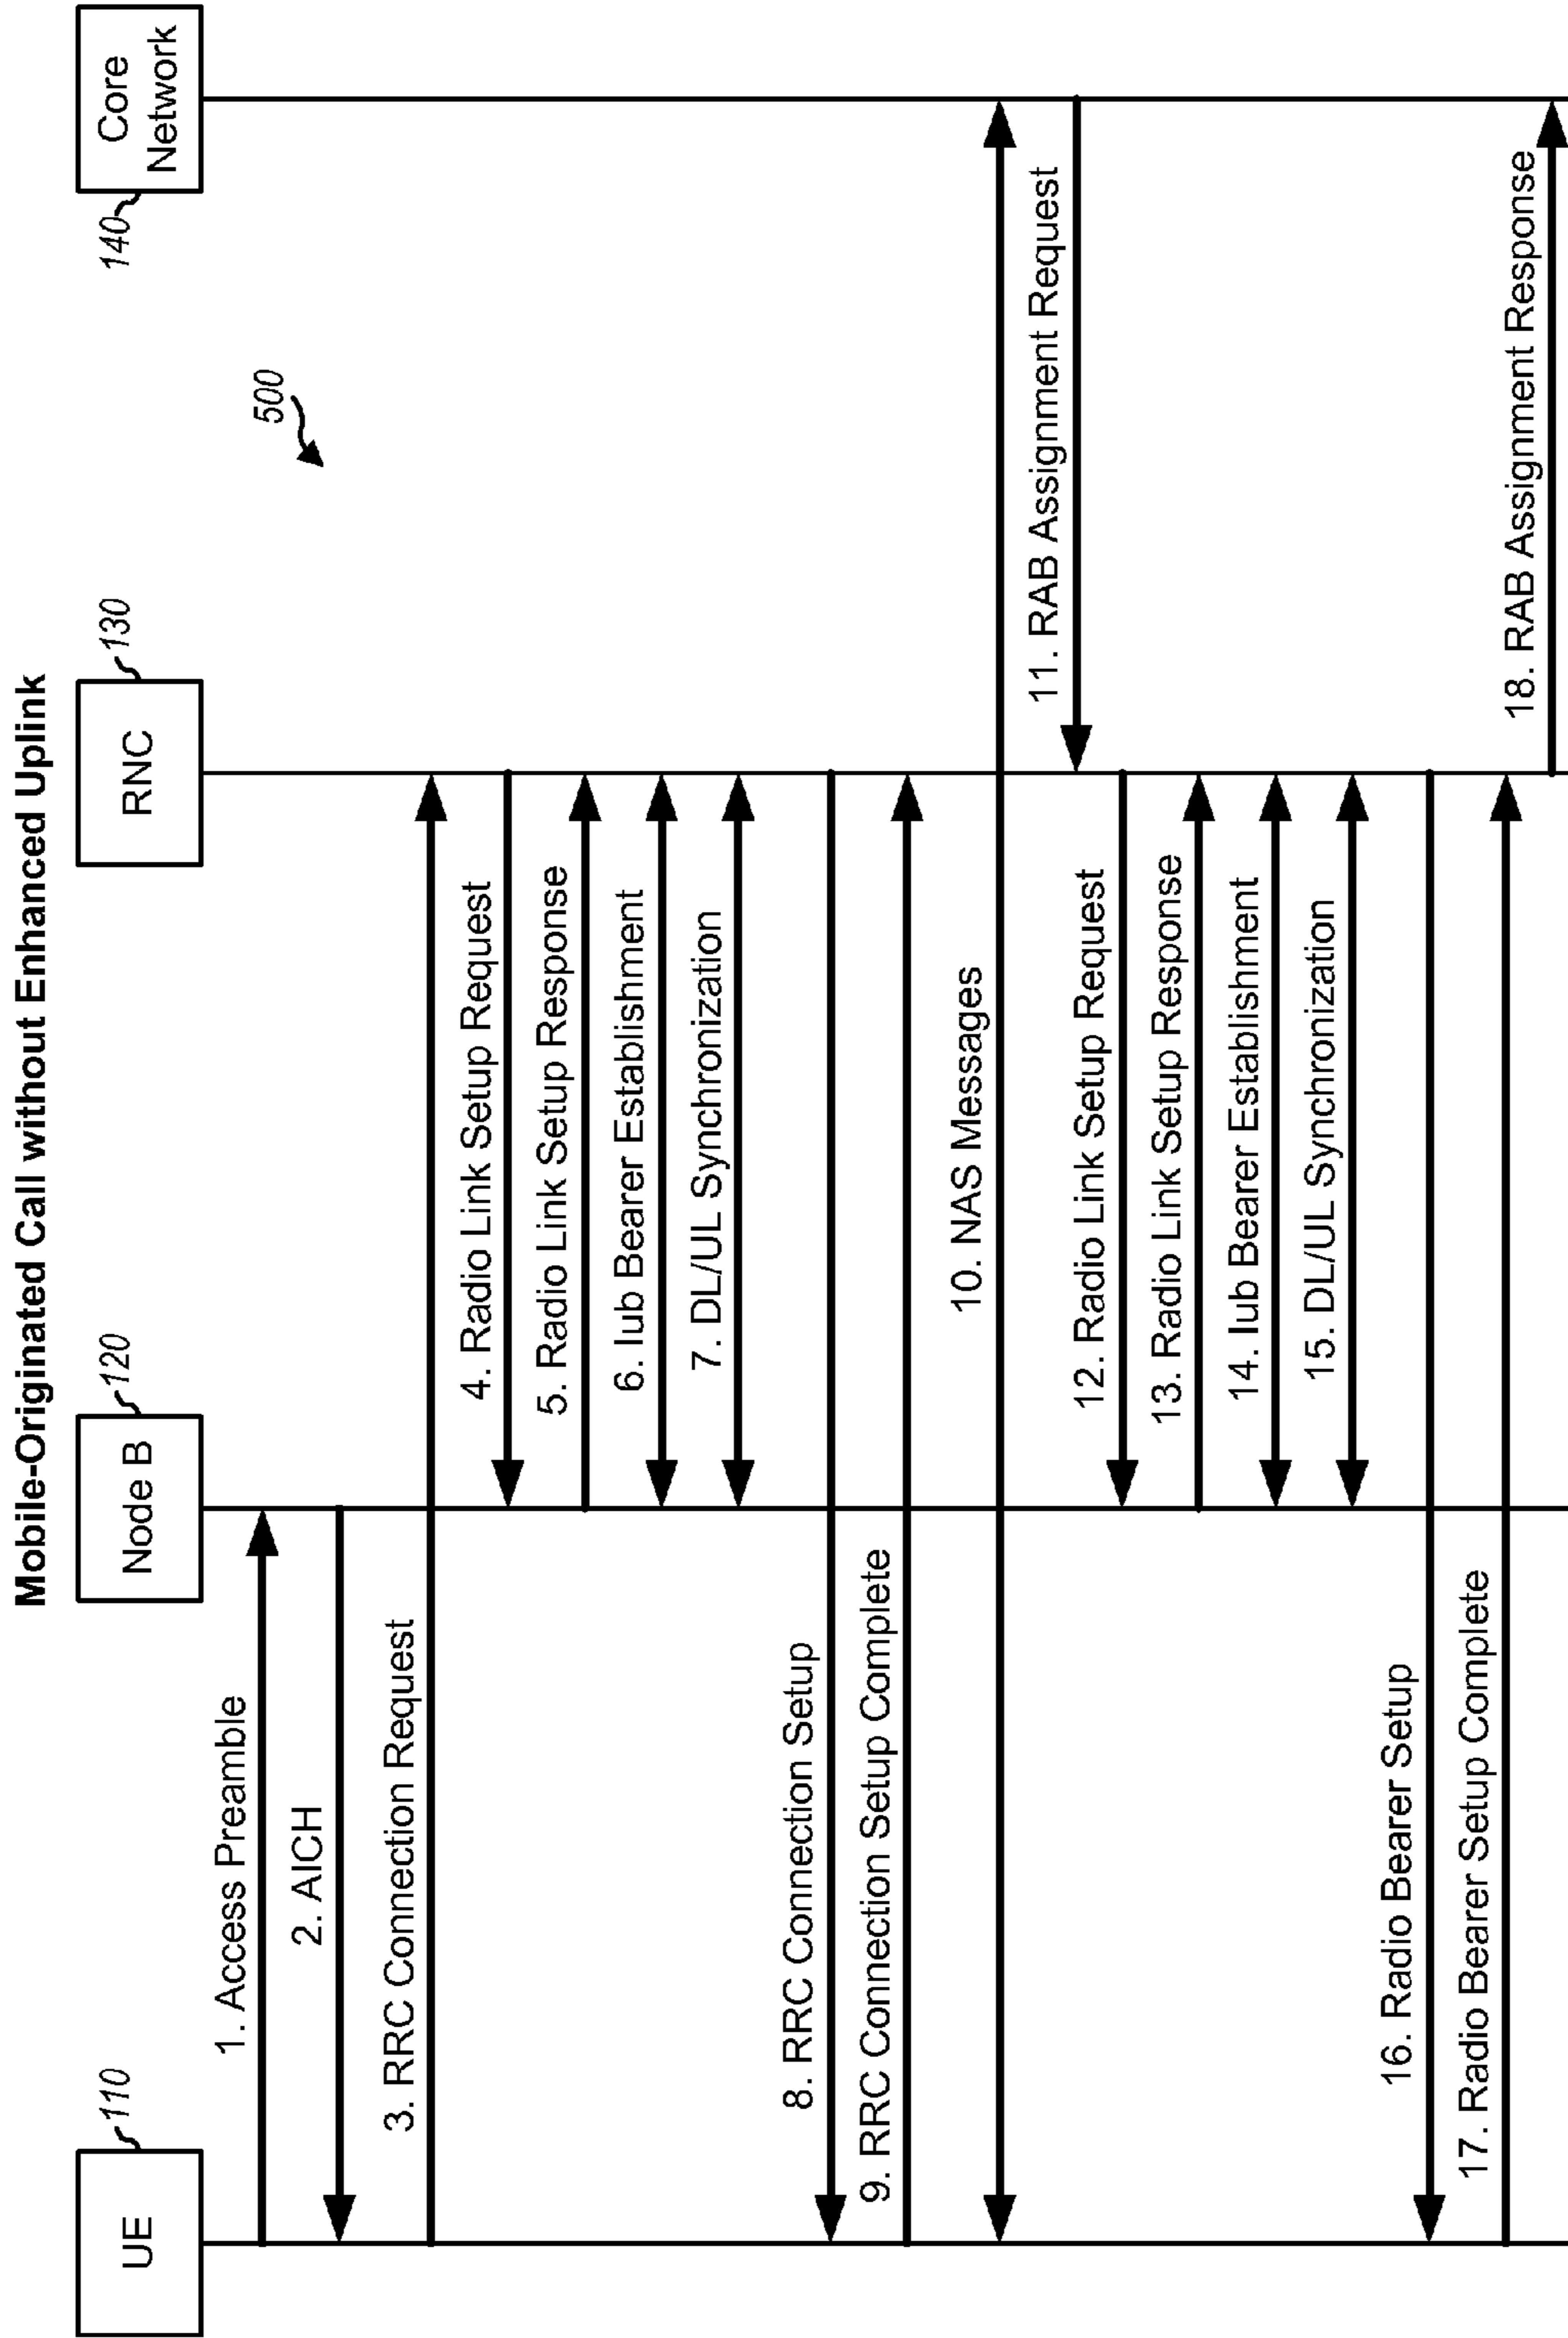 Mobile-Originated Call without Enhanced Uplink
UE
110
Node B
120
RNC
130
Core
Network
140
500
1. Access Preamble
2. AICH
3. RRC Connection Request
4. Radio Link Setup Request
5. Radio Link Setup Response
6. Iub Bearer Establishment
7. DL/UL Synchronization
8. RRC Connection Setup
9. RRC Connection Setup Complete
10. NAS Messages
11. RAB Assignment Request
12. Radio Link Setup Request
13. Radio Link Setup Response
14. Iub Bearer Establishment
15. DL/UL Synchronization
16. Radio Bearer Setup
17. Radio Bearer Setup Complete
18. RAB Assignment Response